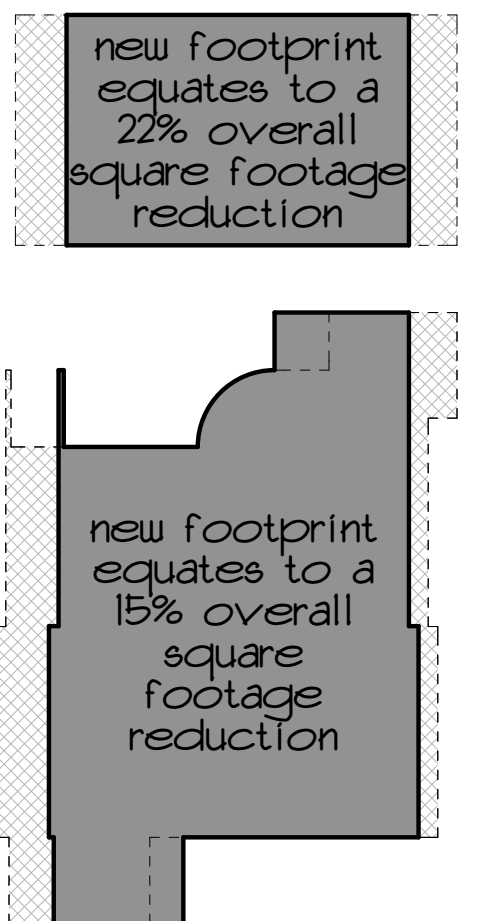 new footprint
equates to a
22% overall
square footage
reduction
new footprint
equates to a
15% overall
square
footage
reduction